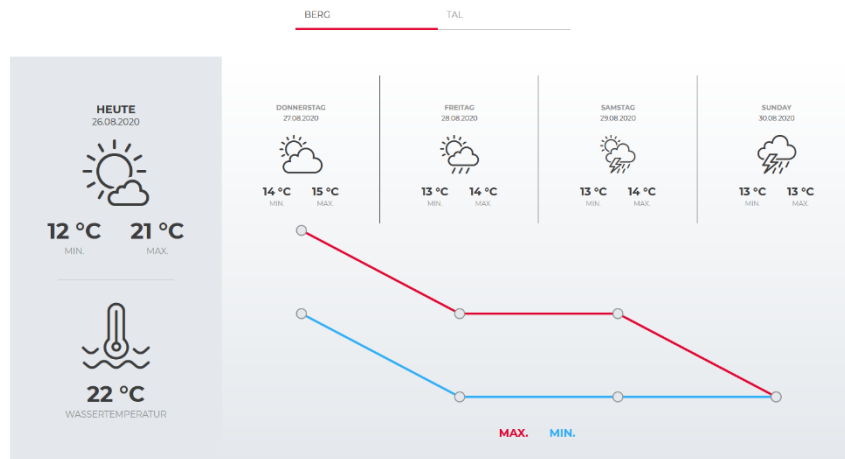 BERG TAL
HEUTE
26.08.2020
12 °C 21 °C
MIN. MAX.
22 °C
WASSERTEMPERATUR
DONNERSTAG
27.08.2020
14 °C 15 °C
MIN. MAX.
FREITAG
28.08.2020
13 °C 14 °C
MIN. MAX.
SAMSTAG
29.08.2020
13 °C 14 °C
MIN. MAX.
SUNDAY
30.08.2020
13 °C 13 °C
MIN. MAX.
MAX. MIN.